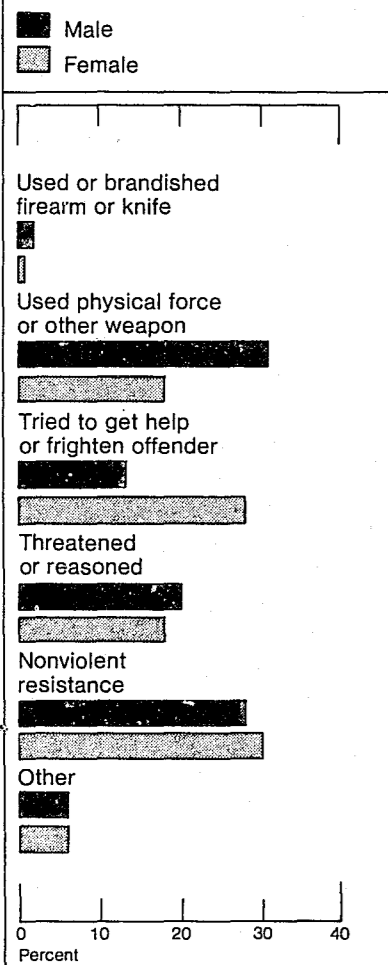 Male
Female
Used or brandished
firearm or knife
Used physical force
or other weapon
Tried to get help
or frighten offender
Threatened
or reasoned
Nonviolent
resistance
Other
0 10 20 30 40
Percent